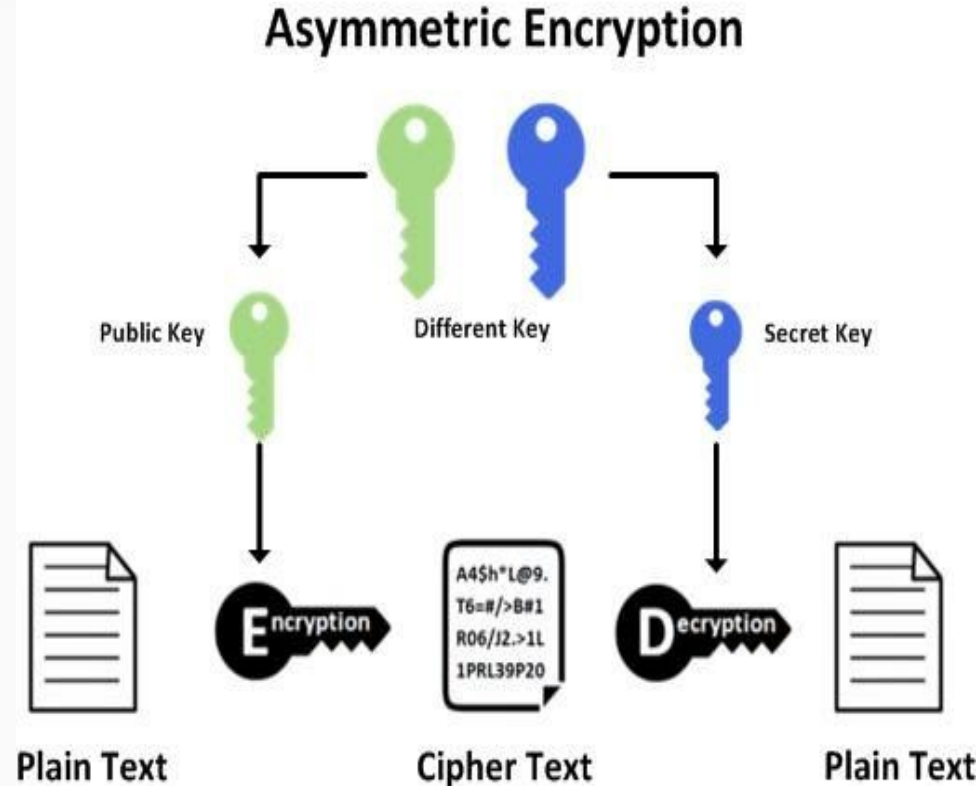 Asymmetric Encryption
Public Key
Different Key
Secret Key
Encryption
A4$h*L@9.
T6=#/>B#1
R06/J2.>1L
1PRL39P20
Decryption
Plain Text
Cipher Text
Plain Text